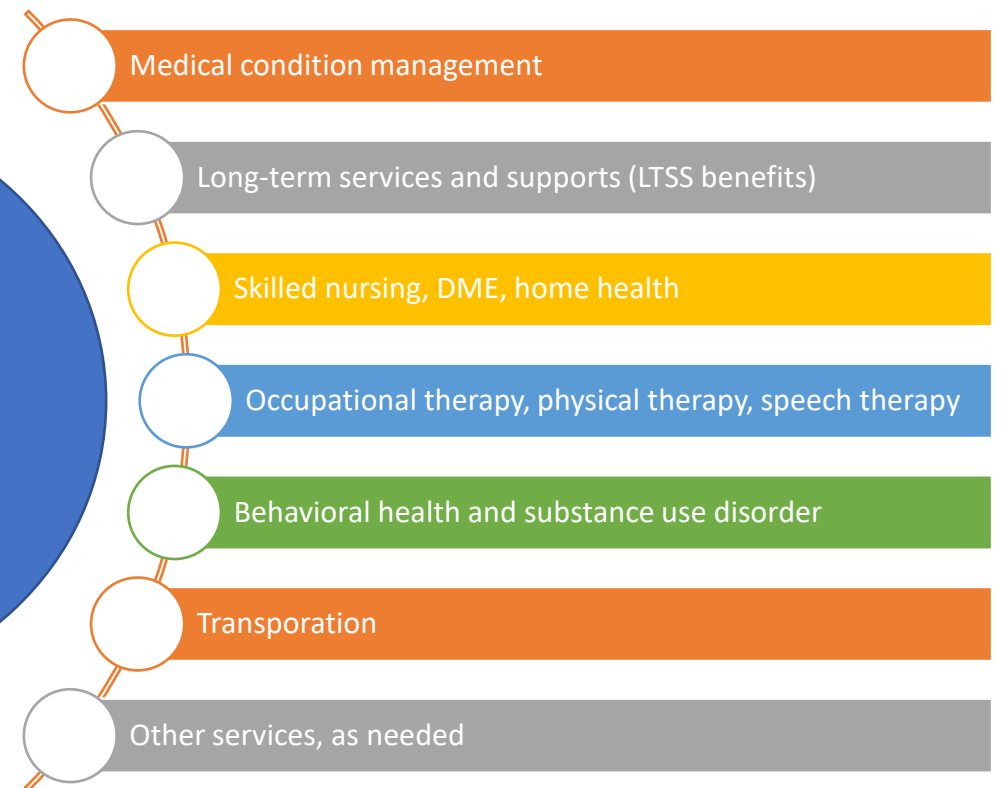 Medical condition management
Long-term services and supports (LTSS benefits)
Skilled nursing, DME, home health
Occupational therapy, physical therapy, speech therapy
Behavioral health and substance use disorder
Transporation
Other services, as needed